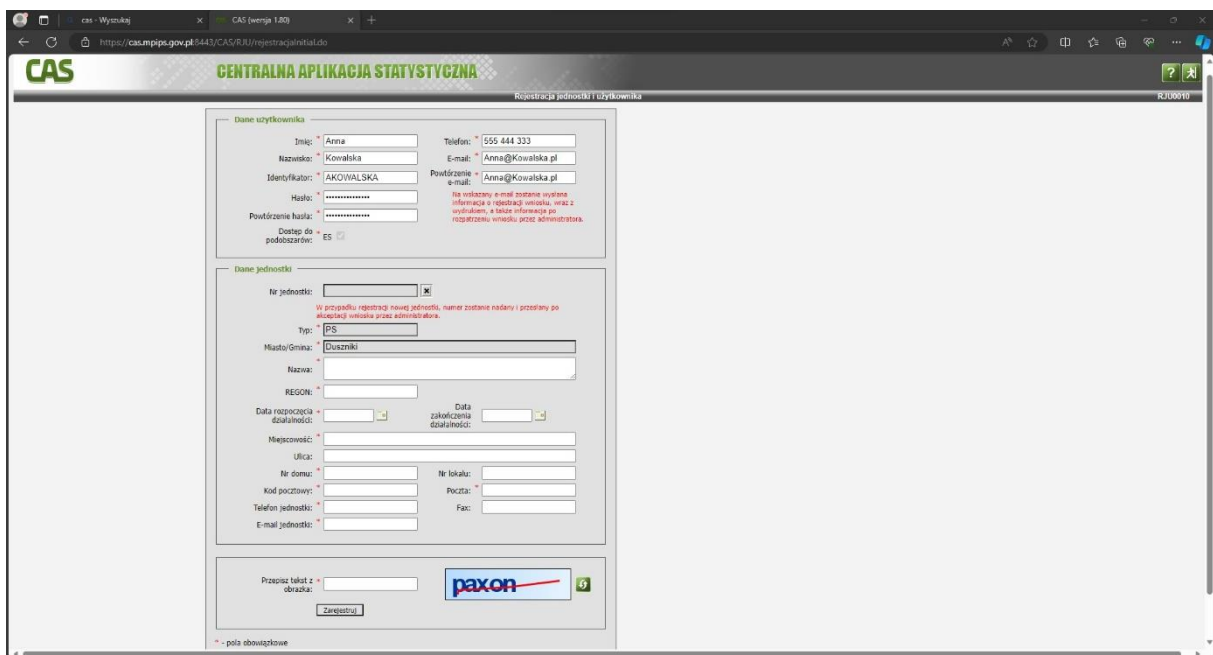 cas - Wyszukaj
CAS (wersja 1.80)
https://cas.mpips.gov.pl:8443/CAS/RJU/rejestracjaInitial.do
CAS CENTRALNA APLIKACJA STATYSTYCZNA
Rejestracja jednostki i użytkownika RJU0010
Dane użytkownika
Imię: * Anna Telefon: * 555 444 333
Nazwisko: * Kowalska E-mail: * Anna@Kowalska.pl
Identyfikator: * AKOWALSKA Powtórzenie e-mail: * Anna@Kowalska.pl
Hasło: * •••••••••••••••
Powtórzenie hasła: * •••••••••••••••
Na wskazany e-mail zostanie wysłana
informacja o rejestracji wniosku, wraz z
wydrukiem, a także informacja po
rozpatrzeniu wniosku przez administratora.
Dostęp do
podobszarów: * ES
Dane jednostki
Nr jednostki:
W przypadku rejestracji nowej jednostki, numer zostanie nadany i przesłany po
akceptacji wniosku przez administratora.
Typ: * PS
Miasto/Gmina: * Duszniki
Nazwa: *
REGON: *
Data rozpoczęcia
działalności: *
Data
zakończenia
działalności:
Miejscowość: *
Ulica:
Nr domu: * Nr lokalu:
Kod pocztowy: * Poczta: *
Telefon jednostki: * Fax:
E-mail jednostki: *
Przepisz tekst z
obrazka: *
paxon
Zarejestruj
* - pola obowiązkowe